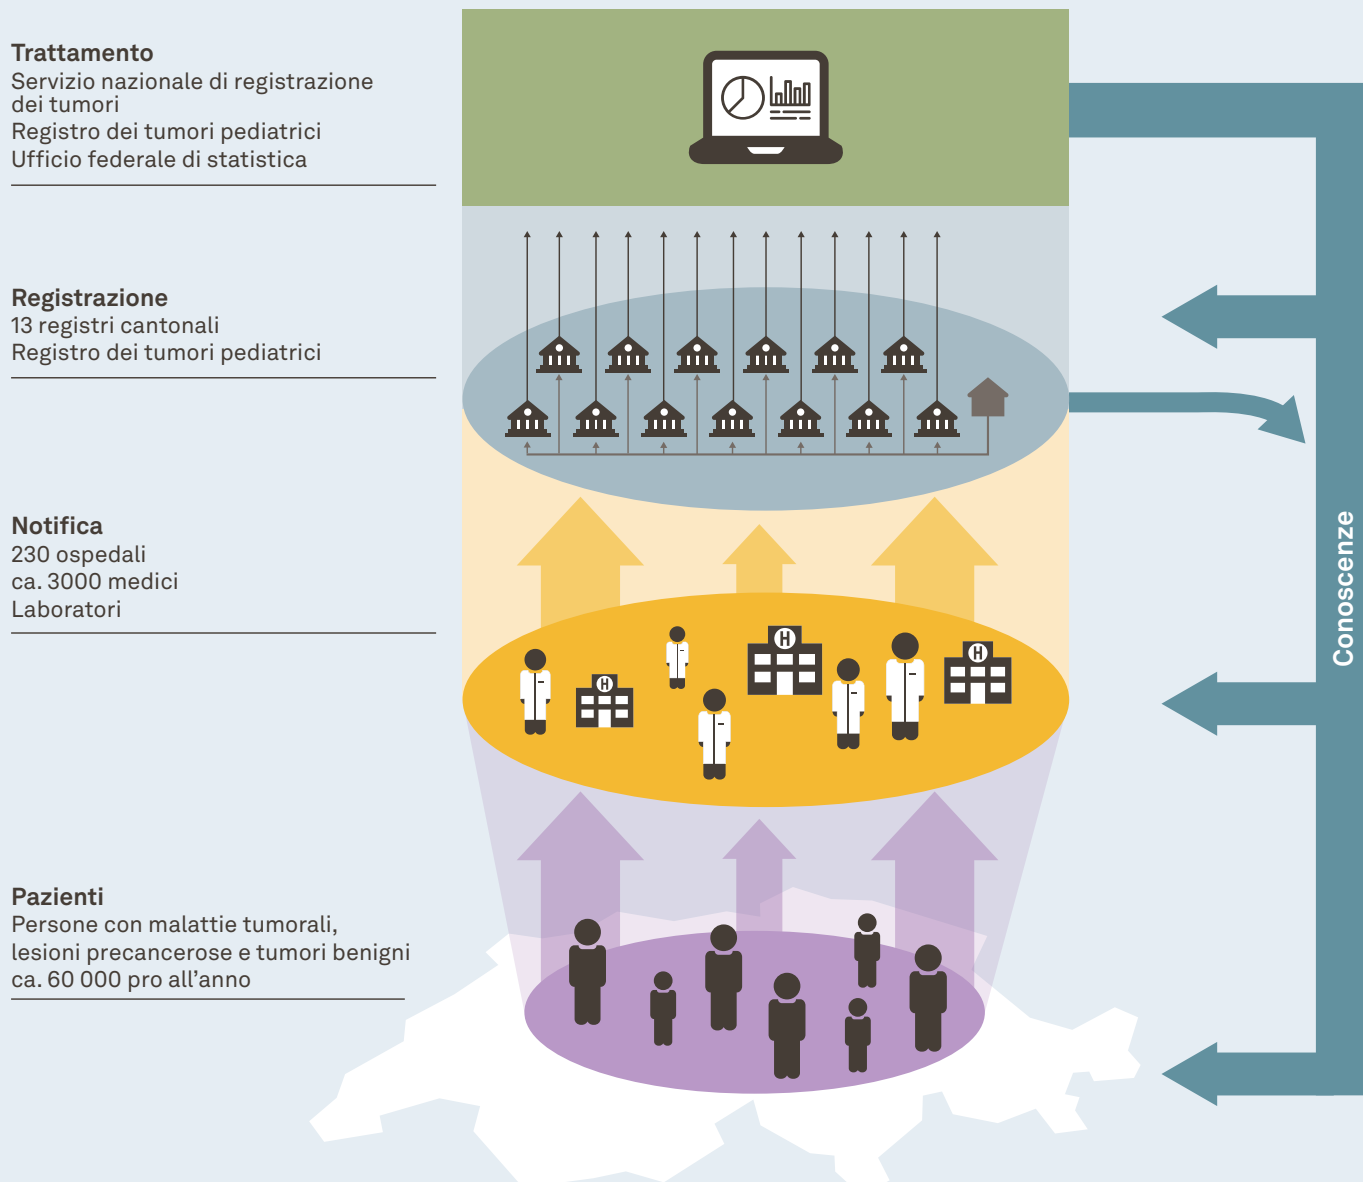 Trattamento
Servizio nazionale di registrazione
dei tumori
Registro dei tumori pediatrici
Ufficio federale di statistica
Registrazione
13 registri cantonali
Registro dei tumori pediatrici
Notifica
230 ospedali
ca. 3000 medici
Laboratori
H
H
H
Pazienti
Persone con malattie tumorali,
lesioni precancerose e tumori benigni
ca. 60 000 pro all'anno
Conoscenze